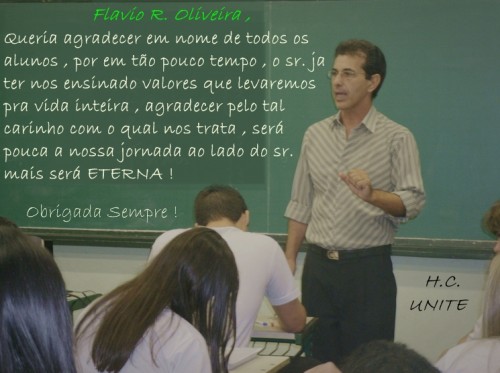 Flavio R. Oliveira ,
Queria agradecer em nome de todos os
alunos , por em tão pouco tempo , o sr. ja
ter nos ensinado valores que levaremos
pra vida inteira , agradecer pelo tal
carinho com o qual nos trata , será
pouca a nossa jornada ao lado do sr.
mais será ETERNA !
Obrigada Sempre !
H.C.
UNITE